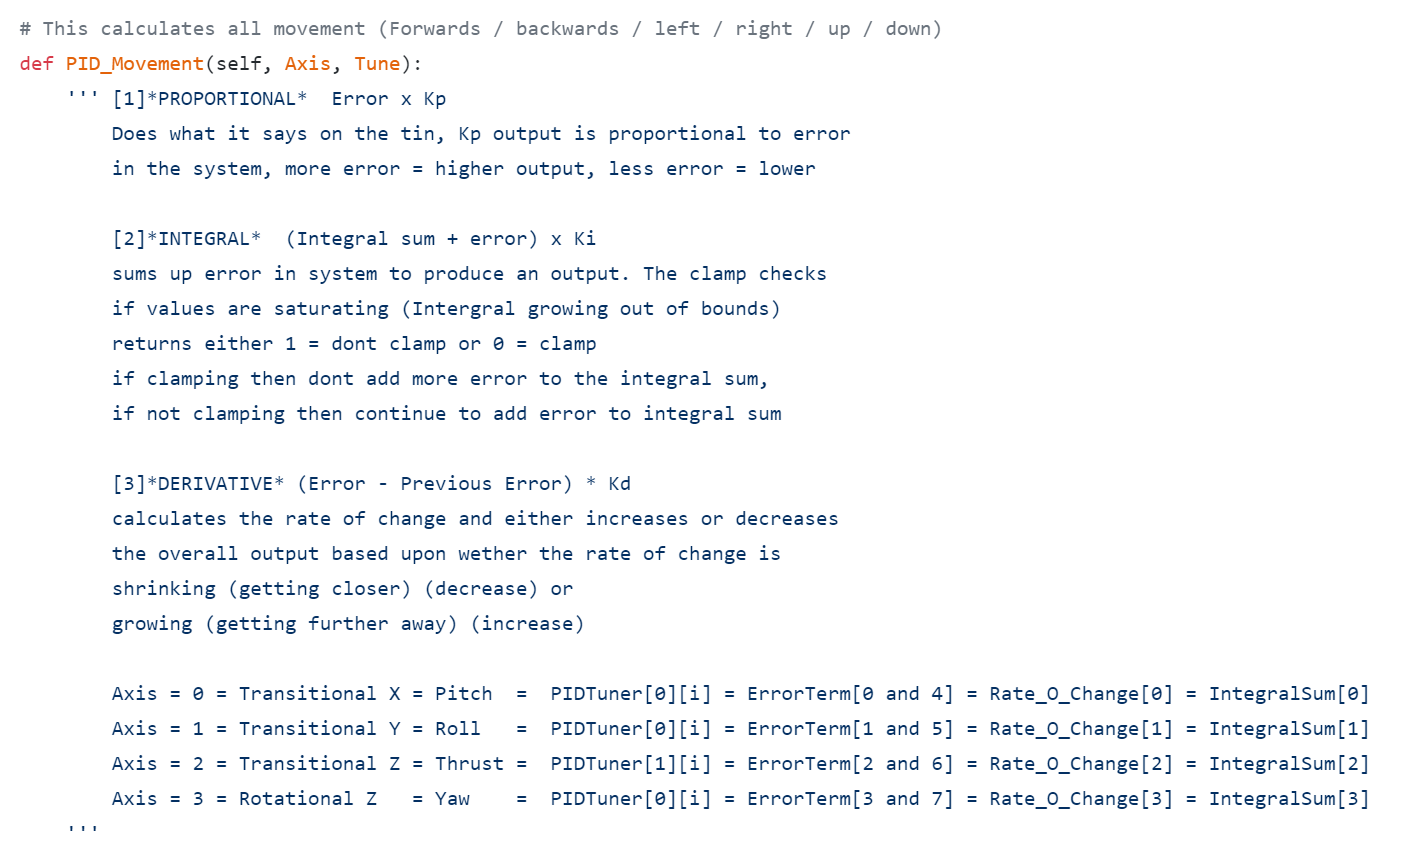 # This calculates all movement (Forwards / backwards / left / right / up / down)
def PID_Movement(self, Axis, Tune):
    ''' [1]*PROPORTIONAL*  Error x Kp
        Does what it says on the tin, Kp output is proportional to error
        in the system, more error = higher output, less error = lower

        [2]*INTEGRAL*  (Integral sum + error) x Ki
        sums up error in system to produce an output. The clamp checks
        if values are saturating (Intergral growing out of bounds)
        returns either 1 = dont clamp or 0 = clamp
        if clamping then dont add more error to the integral sum,
        if not clamping then continue to add error to integral sum

        [3]*DERIVATIVE* (Error - Previous Error) * Kd
        calculates the rate of change and either increases or decreases
        the overall output based upon wether the rate of change is
        shrinking (getting closer) (decrease) or
        growing (getting further away) (increase)

        Axis = 0 = Transitional X = Pitch  =  PIDTuner[0][i] = ErrorTerm[0 and 4] = Rate_O_Change[0] = IntegralSum[0]
        Axis = 1 = Transitional Y = Roll   =  PIDTuner[0][i] = ErrorTerm[1 and 5] = Rate_O_Change[1] = IntegralSum[1]
        Axis = 2 = Transitional Z = Thrust =  PIDTuner[1][i] = ErrorTerm[2 and 6] = Rate_O_Change[2] = IntegralSum[2]
        Axis = 3 = Rotational Z   = Yaw    =  PIDTuner[0][i] = ErrorTerm[3 and 7] = Rate_O_Change[3] = IntegralSum[3]
    '''